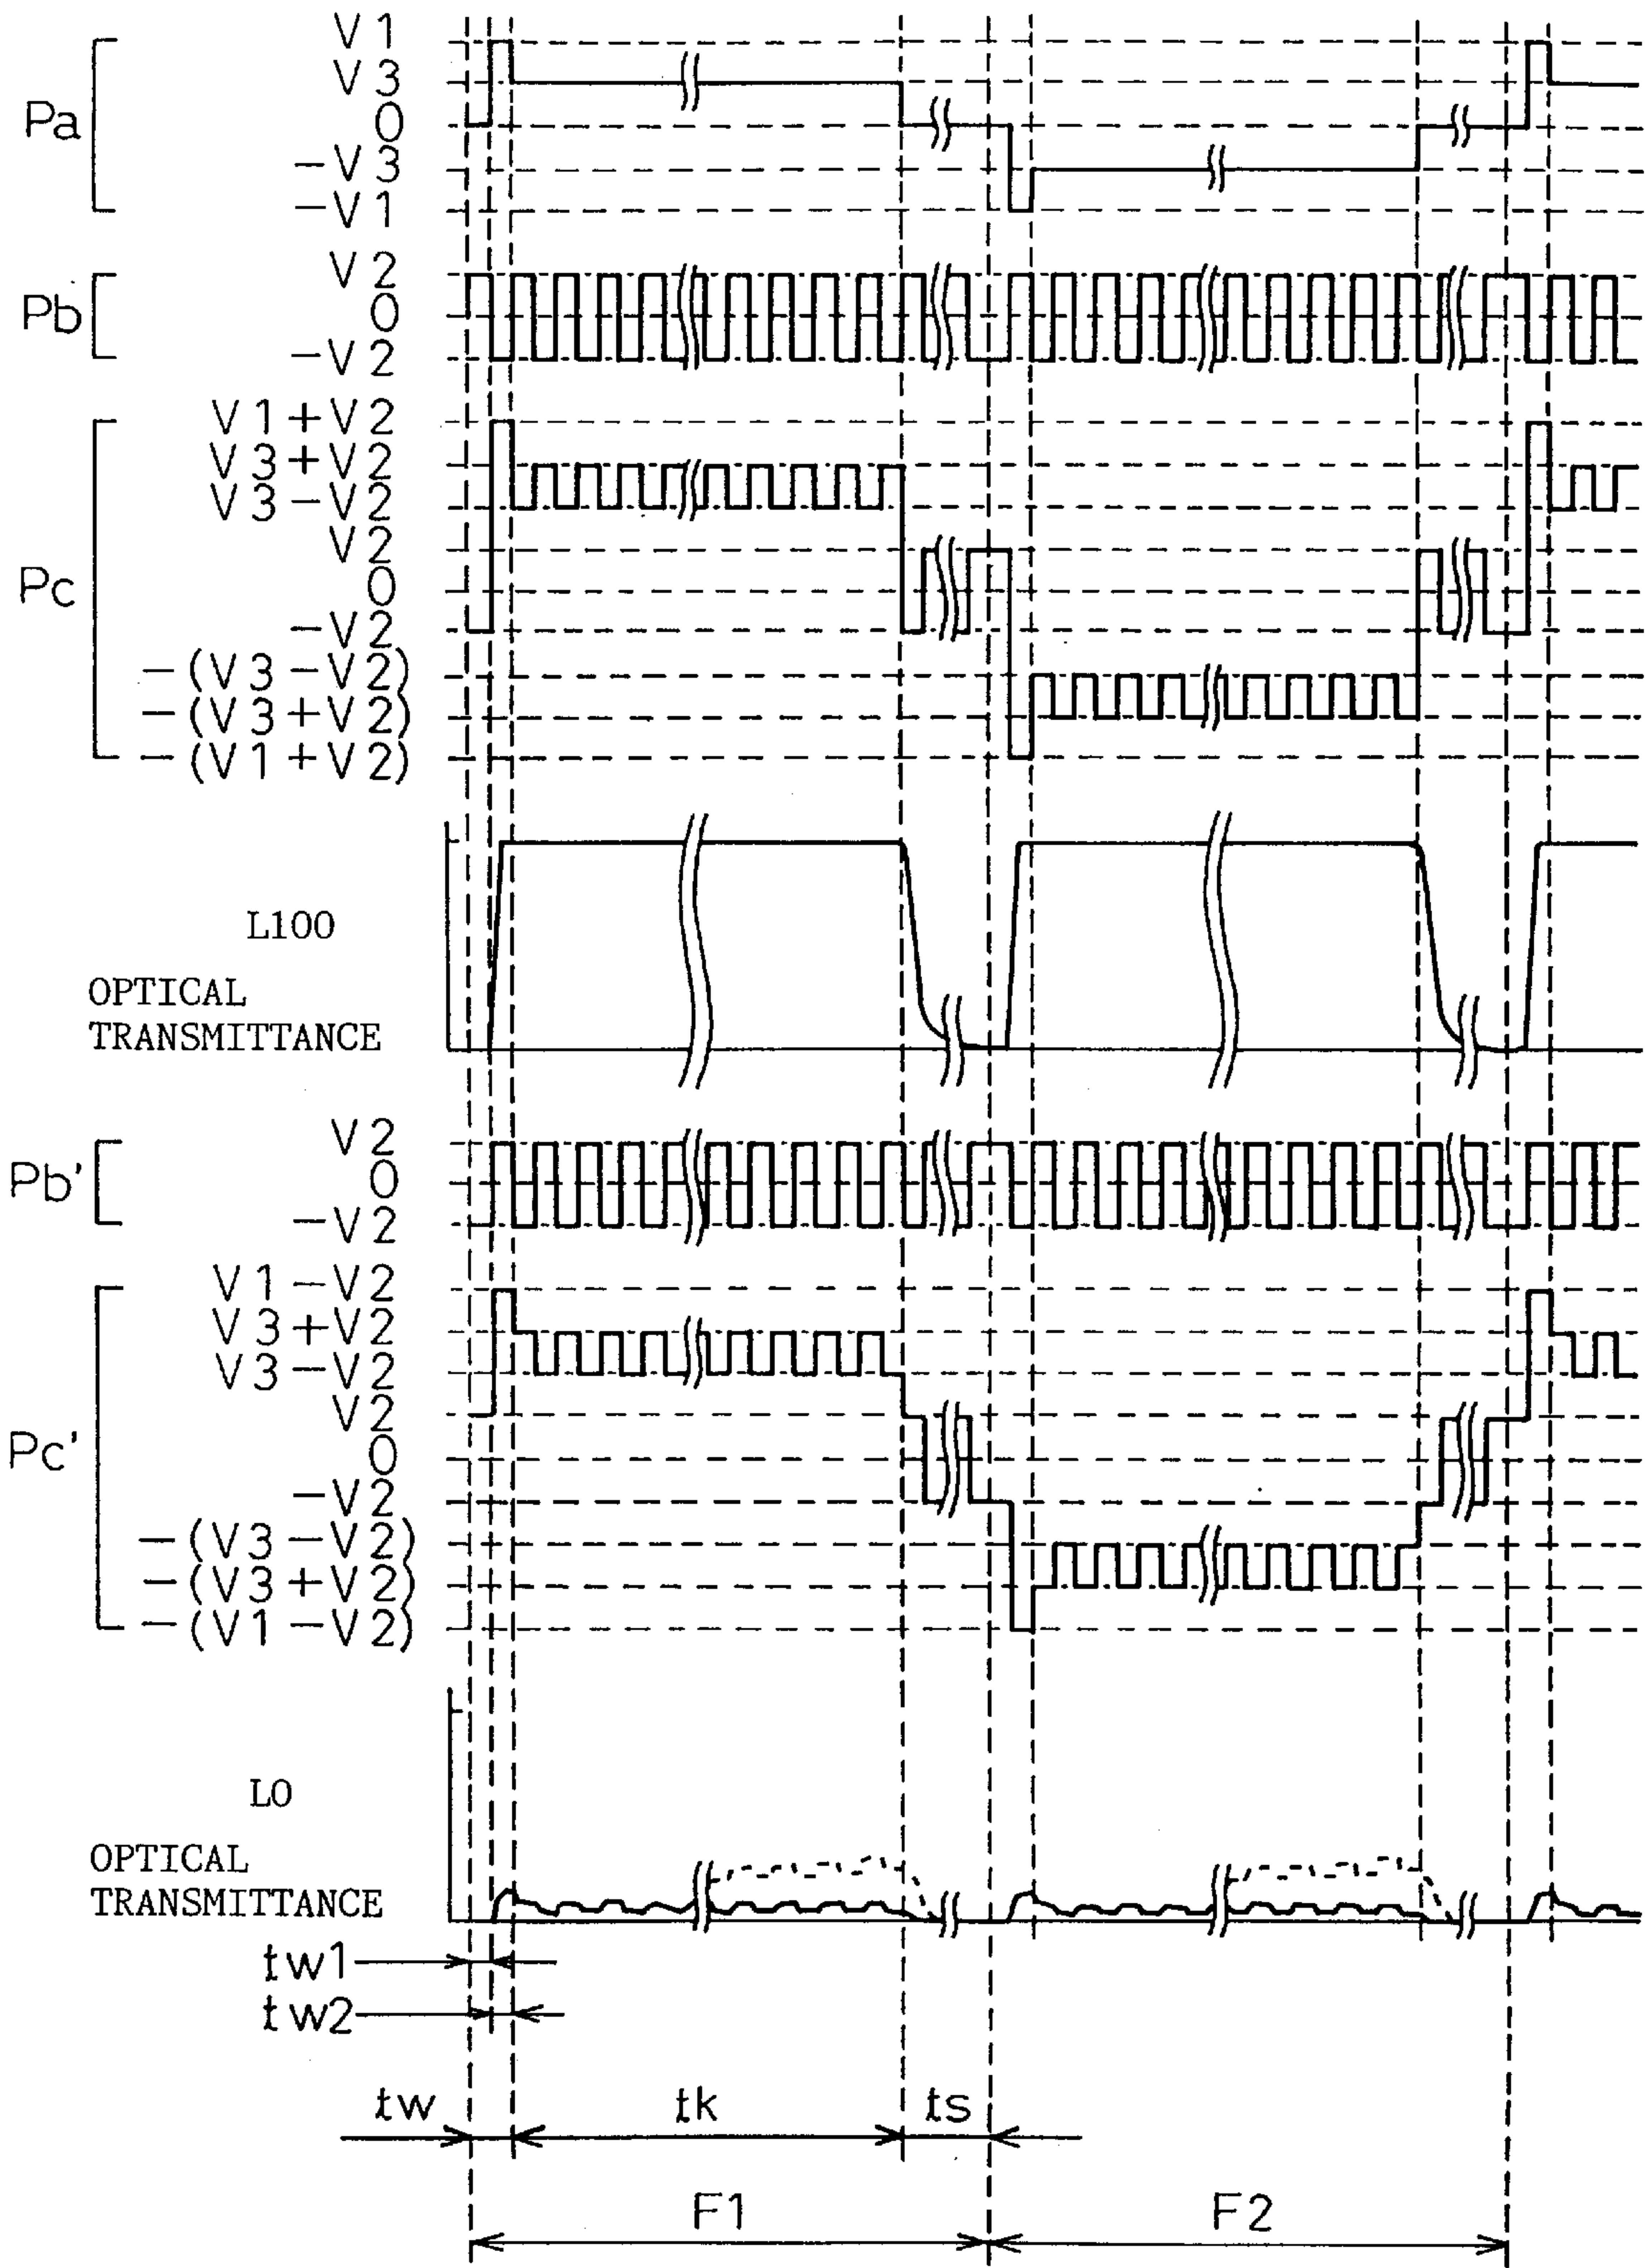 V1
V3
Pa
0
-V3
-V1
V2
Pb
0
-V2
V1+V2
V3+V2
V3-V2
V2
Pc
0
-V2
-(V3-V2)
-(V3+V2)
-(V1+V2)
L100
OPTICAL
TRANSMITTANCE
V2
Pb'
0
-V2
V1-V2
V3+V2
V3-V2
V2
Pc'
0
-V2
-(V3-V2)
-(V3+V2)
-(V1-V2)
L0
OPTICAL
TRANSMITTANCE
tw1
tw2
tw tk ts
F1 F2